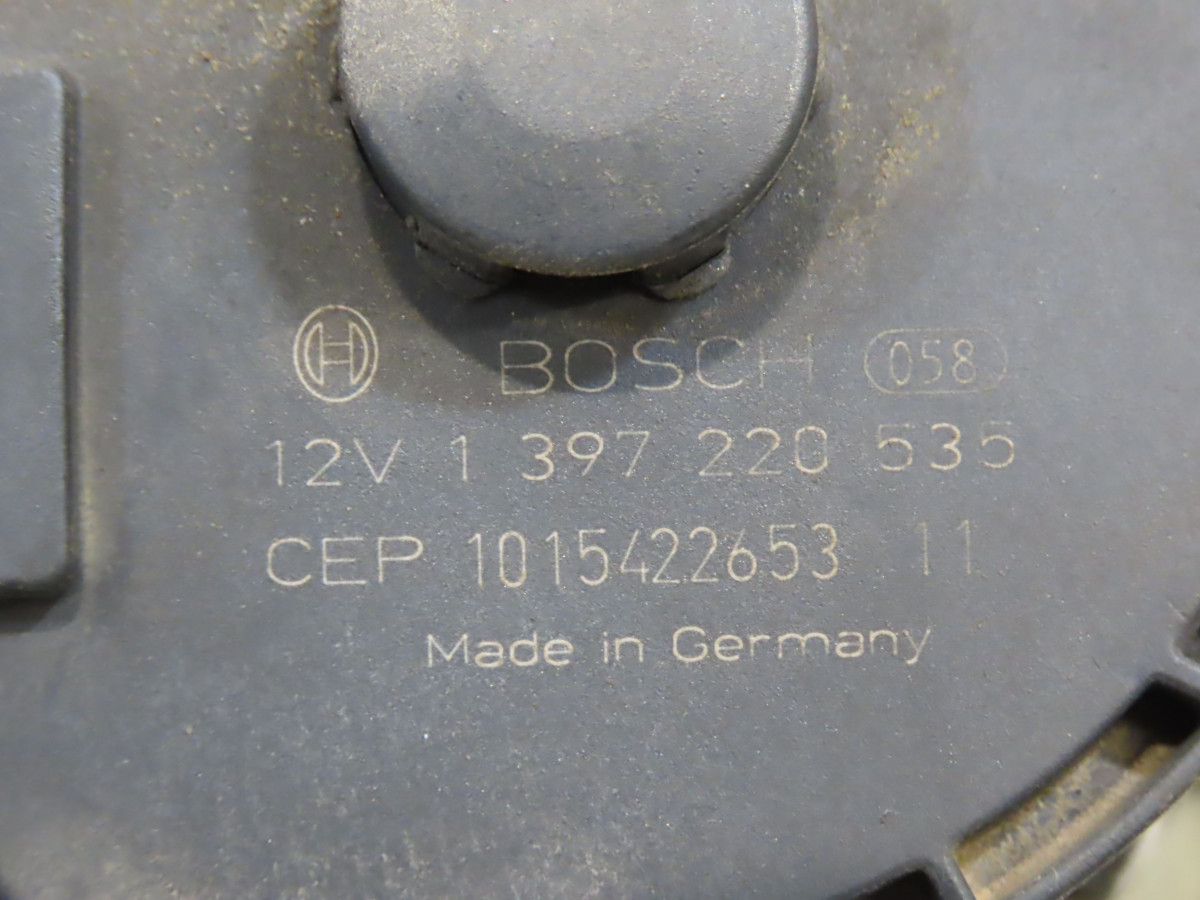 BOSCH 058
12V 1 397 220 535
CEP 1015422653 11
Made in Germany